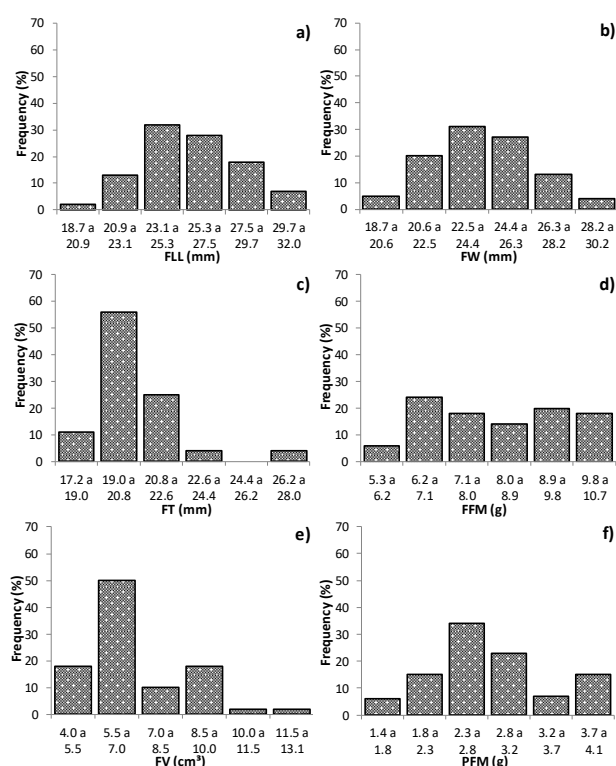 a)
Frequency (%)
70
60
50
40
30
20
10
0
18.7 a 20.9 a 23.1 a 25.3 a 27.5 a 29.7 a
20.9 23.1 25.3 27.5 29.7 32.0
FLL (mm)
b)
Frequency (%)
70
60
50
40
30
20
10
0
18.7 a 20.6 a 22.5 a 24.4 a 26.3 a 28.2 a
20.6 22.5 24.4 26.3 28.2 30.2
FW (mm)
c)
Frequency (%)
70
60
50
40
30
20
10
0
17.2 a 19.0 a 20.8 a 22.6 a 24.4 a 26.2 a
19.0 20.8 22.6 24.4 26.2 28.0
FT (mm)
d)
Frequency (%)
70
60
50
40
30
20
10
0
5.3 a 6.2 a 7.1 a 8.0 a 8.9 a 9.8 a
6.2 7.1 8.0 8.9 9.8 10.7
FFM (g)
e)
Frequency (%)
70
60
50
40
30
20
10
0
4.0 a 5.5 a 7.0 a 8.5 a 10.0 a 11.5 a
5.5 7.0 8.5 10.0 11.5 13.1
FV (cm³)
f)
Frequency (%)
70
60
50
40
30
20
10
0
1.4 a 1.8 a 2.3 a 2.8 a 3.2 a 3.7 a
1.8 2.3 2.8 3.2 3.7 4.1
PFM (g)